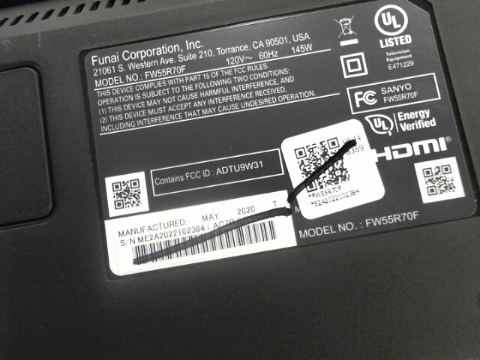 Funai Corporation, Inc.
21061 S. Western Ave, Suite 210, Torrance, CA 90501, USA
MODEL NO : FW55R70F 120V~ 60Hz 145W
THIS DEVICE COMPLIES WITH PART 15 OF THE FCC RULES.
OPERATION IS SUBJECT TO THE FOLLOWING TWO CONDITIONS:
(1) THIS DEVICE MAY NOT CAUSE HARMFUL INTERFERENCE, AND
(2) THIS DEVICE MUST ACCEPT ANY INTERFERENCE RECEIVED,
INCLUDING INTERFERENCE THAT MAY CAUSE UNDESIRED OPERATION.
UL
LISTED
Television
Equipment
E471229
FC SANYO
FW55R70F
UL Energy
Verified
HDMI
Contains FCC ID : ADTU9W31
MANUFACTURED: MAY 2020 T
S/N ME2A2022102384
*FW55R70F
*E2A2022102384*
MODEL NO. : FW55R70F